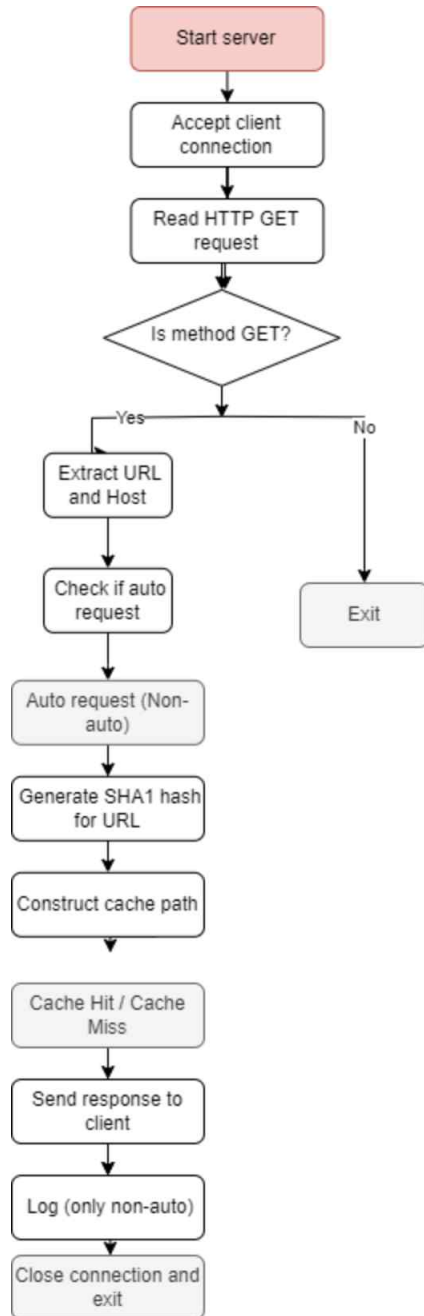 Start server
Accept client
connection
Read HTTP GET
request
Is method GET?
Yes
No
Extract URL
and Host
Check if auto
request
Exit
Auto request (Non-
auto)
Generate SHA1 hash
for URL
Construct cache path
Cache Hit / Cache
Miss
Send response to
client
Log (only non-auto)
Close connection and
exit